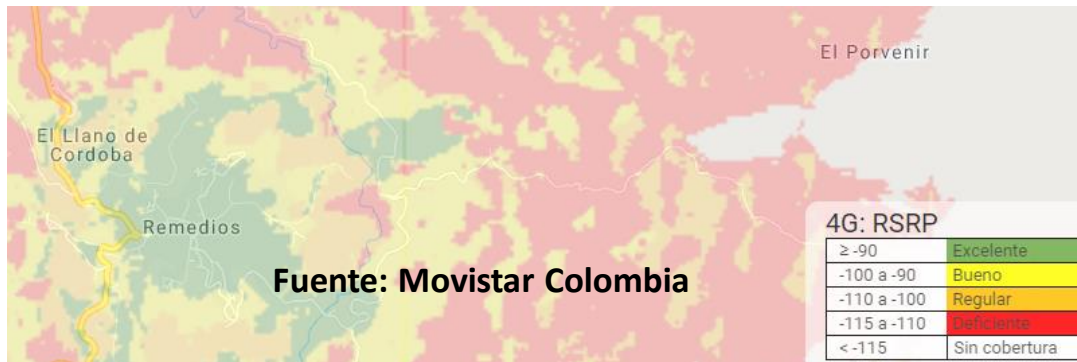 El Porvenir
El Llano de
Cordoba
Remedios
Fuente: Movistar Colombia
4G: RSRP
≥ -90 Excelente
-100 a -90 Bueno
-110 a -100 Regular
-115 a -110 Deficiente
< -115 Sin cobertura